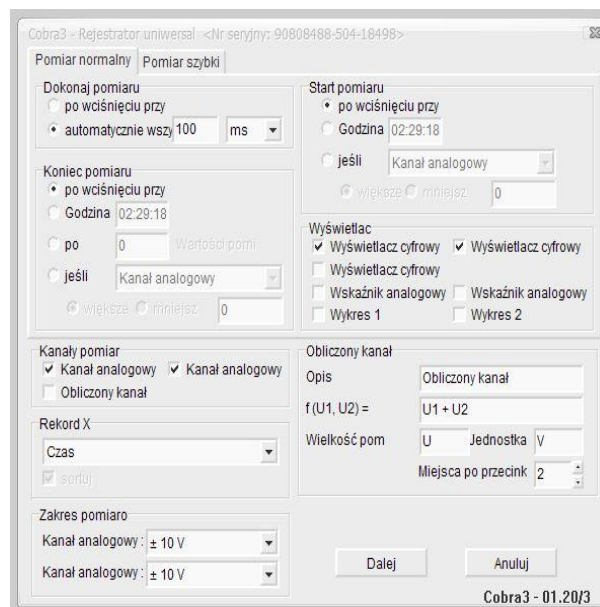 Cobra3 - Rejestrator uniwersal <Nr seryjny: 90808488-504-18498>
Pomiar normalny
Pomiar szybki
Dokonaj pomiaru
po wciśnięciu przy
automatycznie wszy 100 ms
Koniec pomiaru
po wciśnięciu przy
Godzina 02:29:18
po 0 Wartości pomi
jeśli Kanał analogowy
większe mniejsz 0
Start pomiaru
po wciśnięciu przy
Godzina 02:29:18
jeśli Kanał analogowy
większe mniejsz 0
Wyświetlac
Wyświetlacz cyfrowy Wyświetlacz cyfrowy
Wyświetlacz cyfrowy
Wskaźnik analogowy Wskaźnik analogowy
Wykres 1 Wykres 2
Kanały pomiar
Kanał analogowy Kanał analogowy
Obliczony kanał
Rekord X
Czas
sortuj
Zakres pomiaro
Kanał analogowy : ± 10 V
Kanał analogowy : ± 10 V
Obliczony kanał
Opis Obliczony kanał
f (U1, U2) = U1 + U2
Wielkość pom U Jednostka V
Miejsca po przecink 2
Dalej Anuluj
Cobra3 - 01.20/3